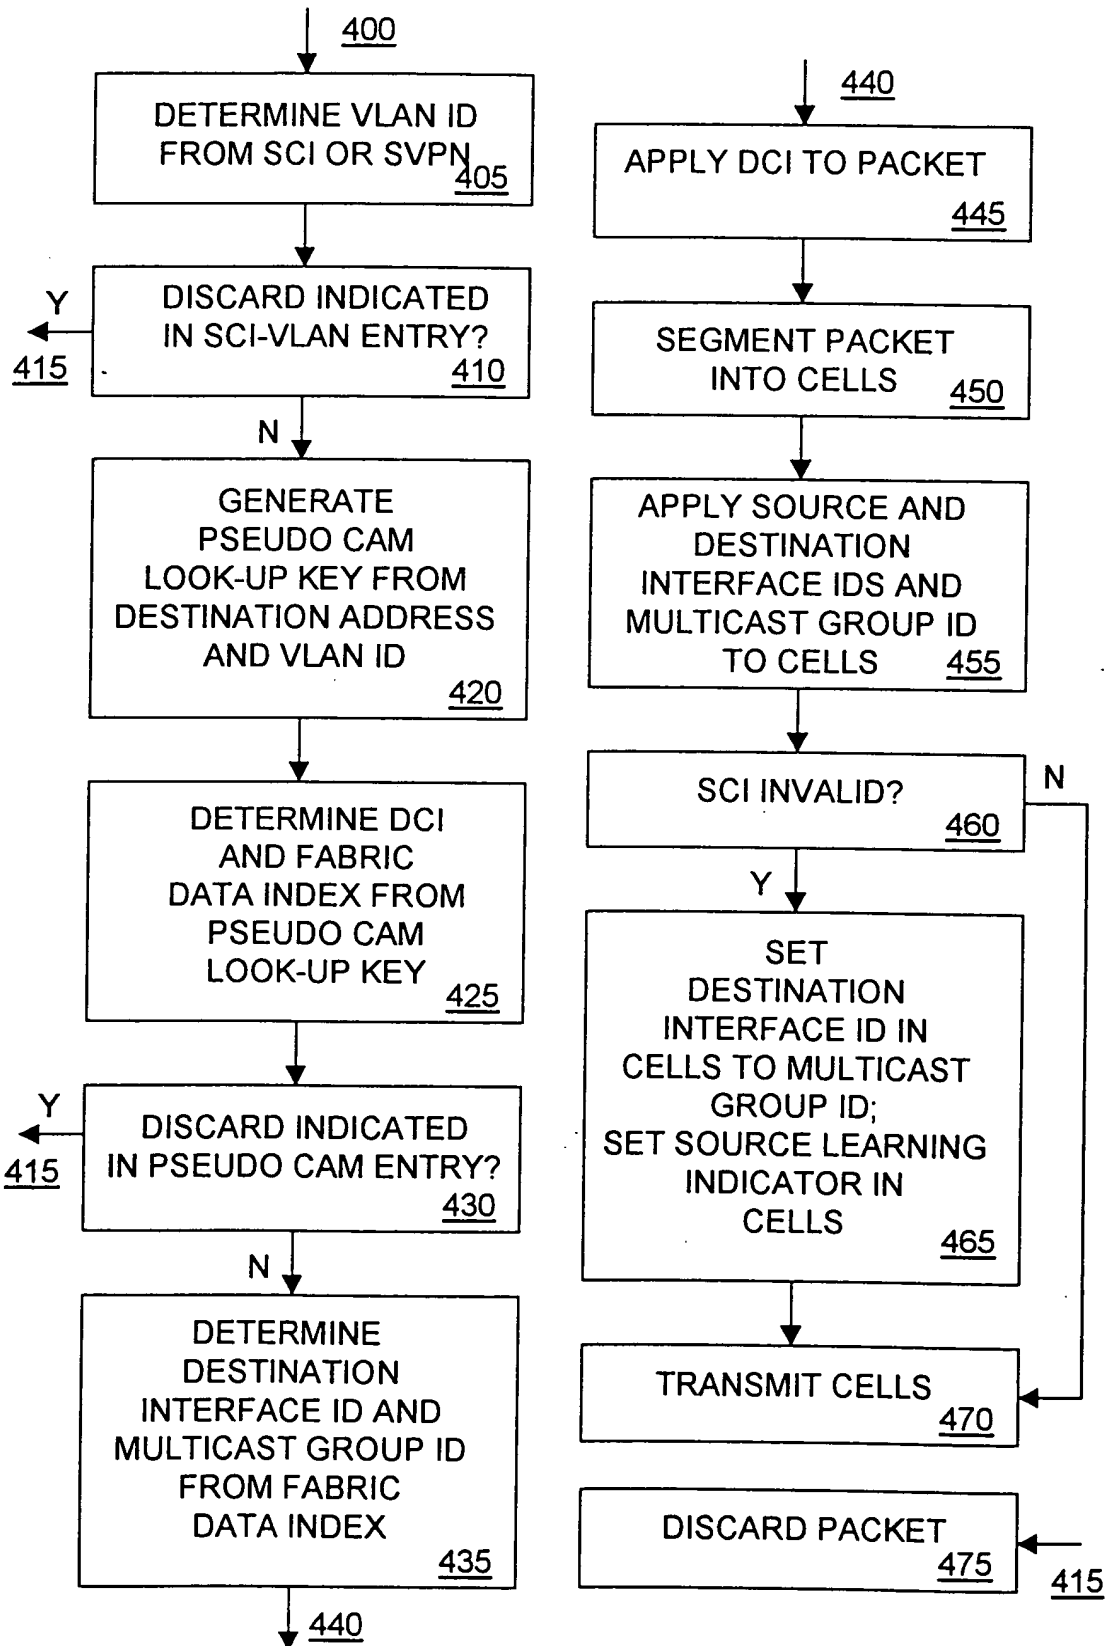 400
DETERMINE VLAN ID
FROM SCI OR SVPN
405
DISCARD INDICATED
IN SCI-VLAN ENTRY?
410
Y
415
N
GENERATE
PSEUDO CAM
LOOK-UP KEY FROM
DESTINATION ADDRESS
AND VLAN ID
420
DETERMINE DCI
AND FABRIC
DATA INDEX FROM
PSEUDO CAM
LOOK-UP KEY
425
DISCARD INDICATED
IN PSEUDO CAM ENTRY?
430
Y
415
N
DETERMINE
DESTINATION
INTERFACE ID AND
MULTICAST GROUP ID
FROM FABRIC
DATA INDEX
435
440
440
APPLY DCI TO PACKET
445
SEGMENT PACKET
INTO CELLS
450
APPLY SOURCE AND
DESTINATION
INTERFACE IDS AND
MULTICAST GROUP ID
TO CELLS
455
SCI INVALID?
460
N
Y
SET
DESTINATION
INTERFACE ID IN
CELLS TO MULTICAST
GROUP ID;
SET SOURCE LEARNING
INDICATOR IN
CELLS
465
TRANSMIT CELLS
470
DISCARD PACKET
475
415